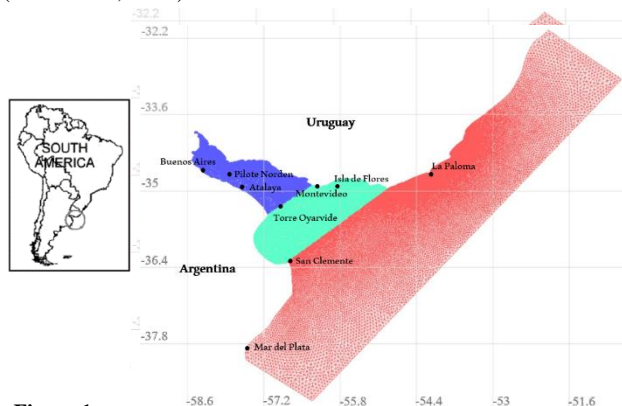 -32.2
-32.2
-33.6
Uruguay
SOUTH
AMERICA
Buenos Aires
Pilote Norden
Atalaya
Isla de Flores
Montevideo
La Paloma
-35
Torre Oyarvide
Argentina
San Clemente
-36.4
Mar del Plata
-37.8
-58.6 -57.2 -55.8 -54.4 -53 -51.6